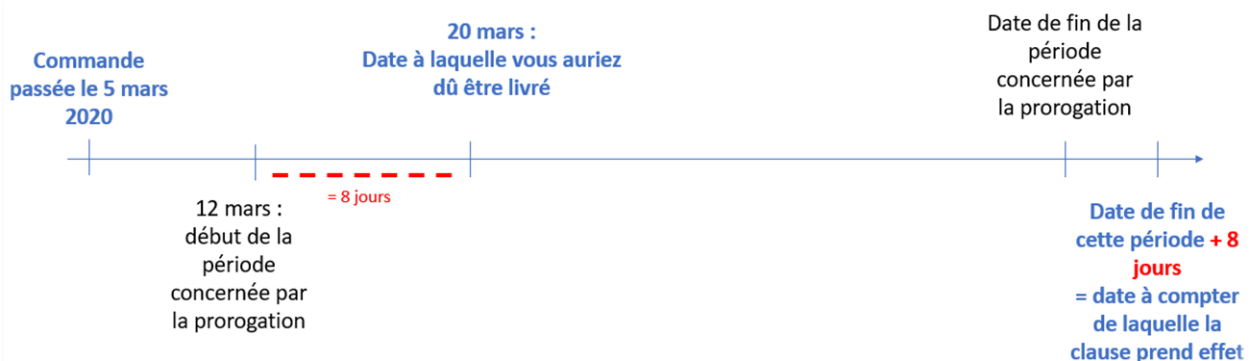 Commande
passée le 5 mars
2020
20 mars :
Date à laquelle vous auriez
dû être livré
Date de fin de la
période
concernée par
la prorogation
= 8 jours
12 mars :
début de la
période
concernée par
la prorogation
Date de fin de
cette période + 8
jours
= date à compter
de laquelle la
clause prend effet